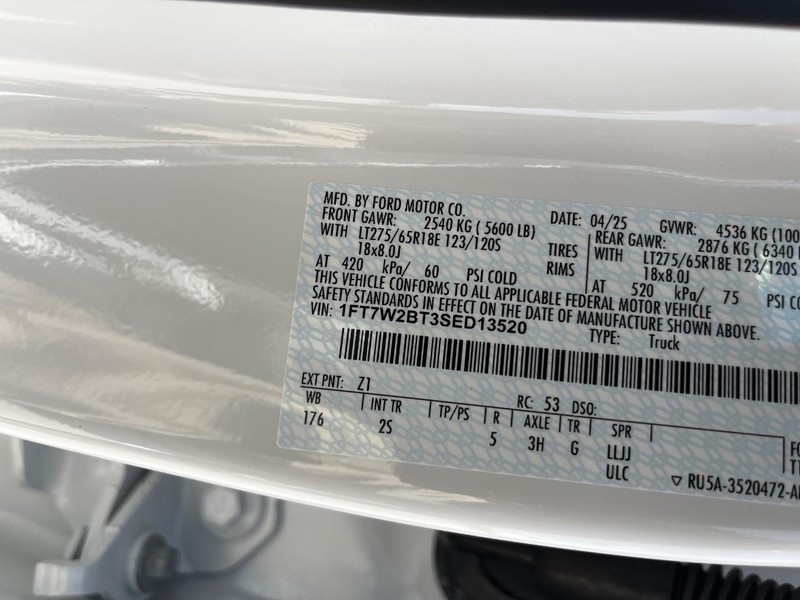 MFD. BY FORD MOTOR CO.
DATE: 04/25 GVWR: 4536 KG (100
FRONT GAWR: 2540 KG ( 5600 LB)
WITH LT275/65R18E 123/120S TIRES
18x8.0J RIMS
AT 420 kPa/ 60 PSI COLD
REAR GAWR: 2876 KG ( 6340
WITH LT275/65R18E 123/120S
18x8.0J
AT 520 kPa/ 75 PSI CO
THIS VEHICLE CONFORMS TO ALL APPLICABLE FEDERAL MOTOR VEHICLE
SAFETY STANDARDS IN EFFECT ON THE DATE OF MANUFACTURE SHOWN ABOVE.
VIN: 1FT7W2BT3SED13520
TYPE: Truck
EXT PNT: Z1 RC: 53 DSO:
WB INT TR TP/PS R AXLE TR SPR
176 2S 5 3H G LLJJ
ULC
▽ RU5A-3520472-A